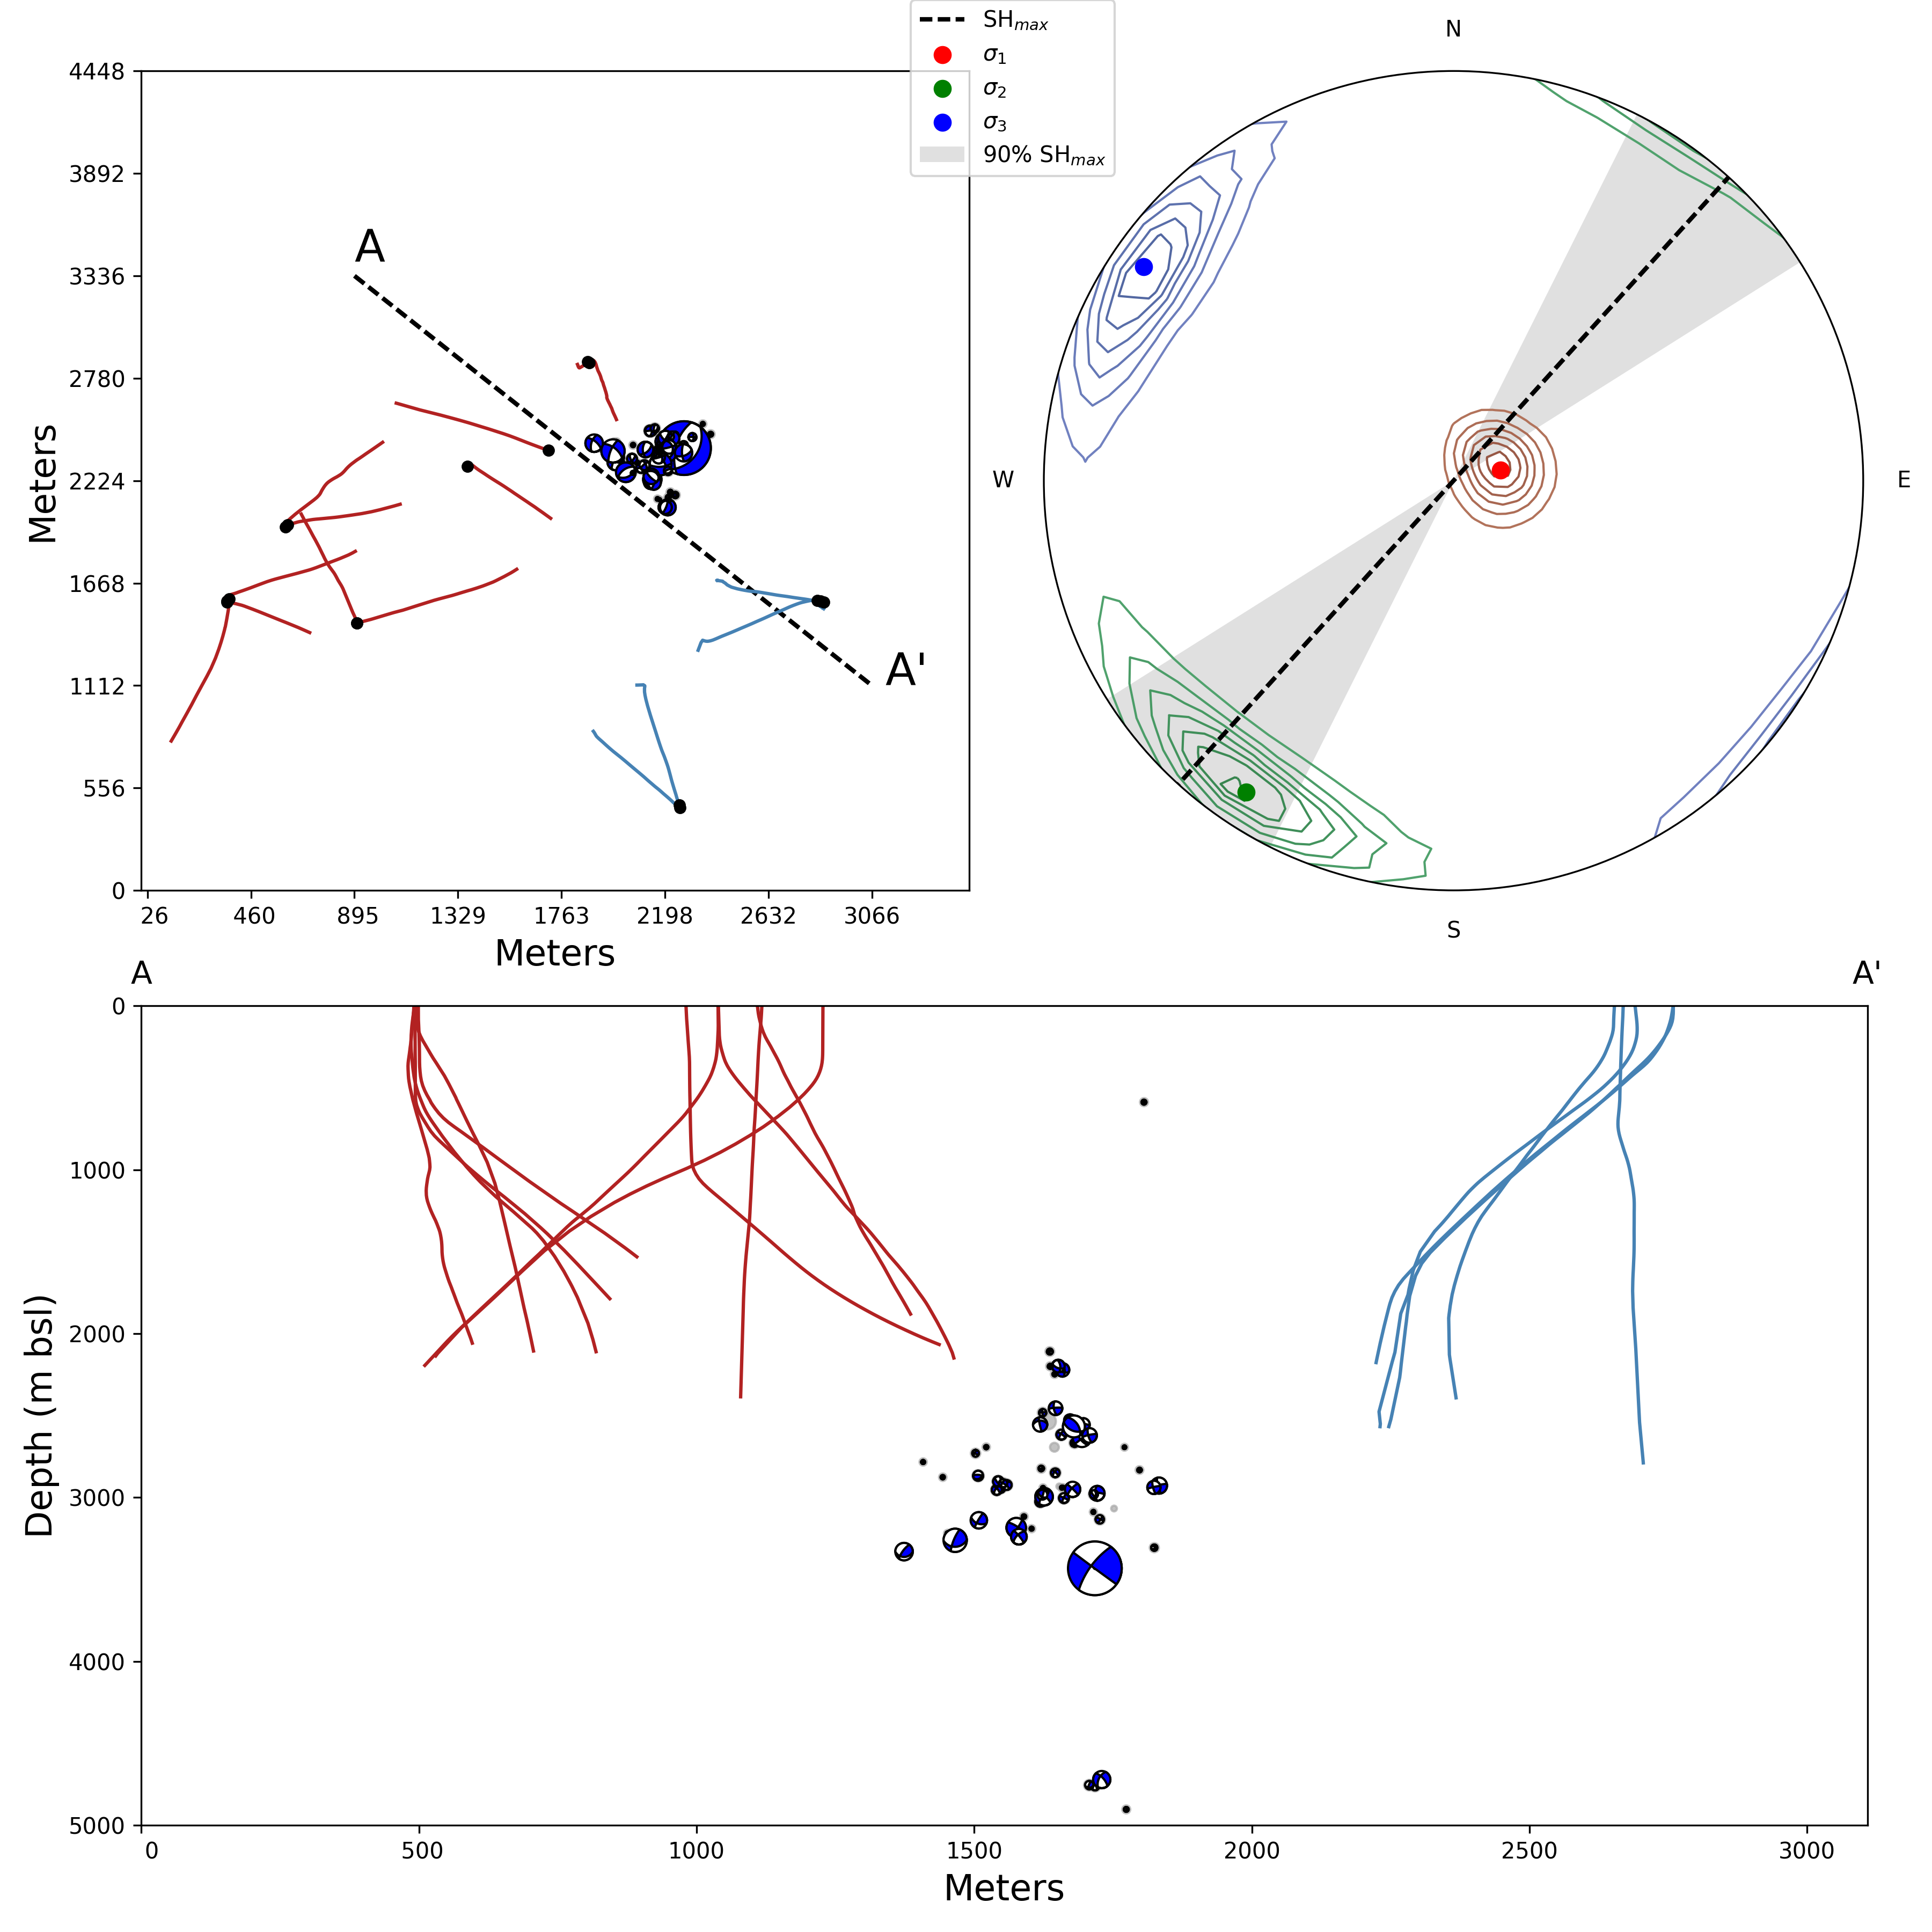 SHmax
σ1
σ2
σ3
90% SHmax
4448
3892
3336
2780
2224
1668
1112
556
0
Meters
A
A'
26 460 895 1329 1763 2198 2632 3066
Meters
N
W
E
S
A
A'
0
1000
2000
3000
4000
5000
Depth (m bsl)
0 500 1000 1500 2000 2500 3000
Meters